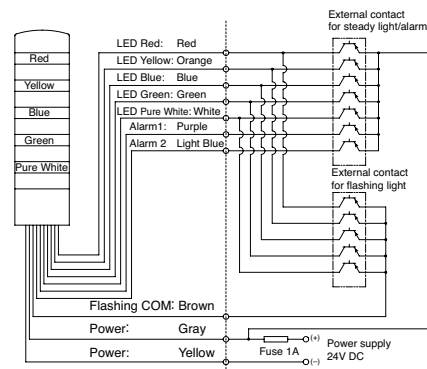 External contact
for steady light/alarm
LED Red: Red
LED Yellow: Orange
LED Blue: Blue
LED Green: Green
LED Pure White: White
Alarm1: Purple
Alarm 2 Light Blue
Red
Yellow
Blue
Green
Pure White
External contact
for flashing light
Flashing COM: Brown
Power: Gray
Power: Yellow
Fuse 1A
(+)
(−)
Power supply
24V DC